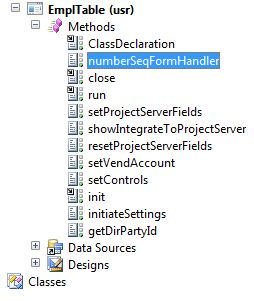 EmplTable (usr)
Methods
ClassDeclaration
numberSeqFormHandler
close
run
setProjectServerFields
showIntegrateToProjectServer
resetProjectServerFields
setVendAccount
setControls
init
initiateSettings
getDirPartyId
Data Sources
Designs
Classes